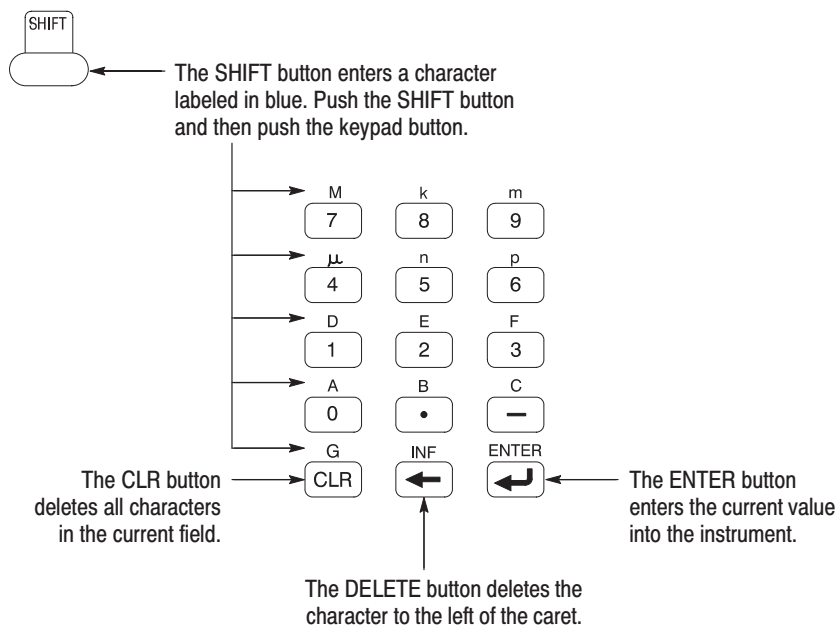 SHIFT
The SHIFT button enters a character
labeled in blue. Push the SHIFT button
and then push the keypad button.
M k m
7 8 9
μ n p
4 5 6
D E F
1 2 3
A B C
0 • –
G INF ENTER
CLR
The CLR button
deletes all characters
in the current field.
The ENTER button
enters the current value
into the instrument.
The DELETE button deletes the
character to the left of the caret.